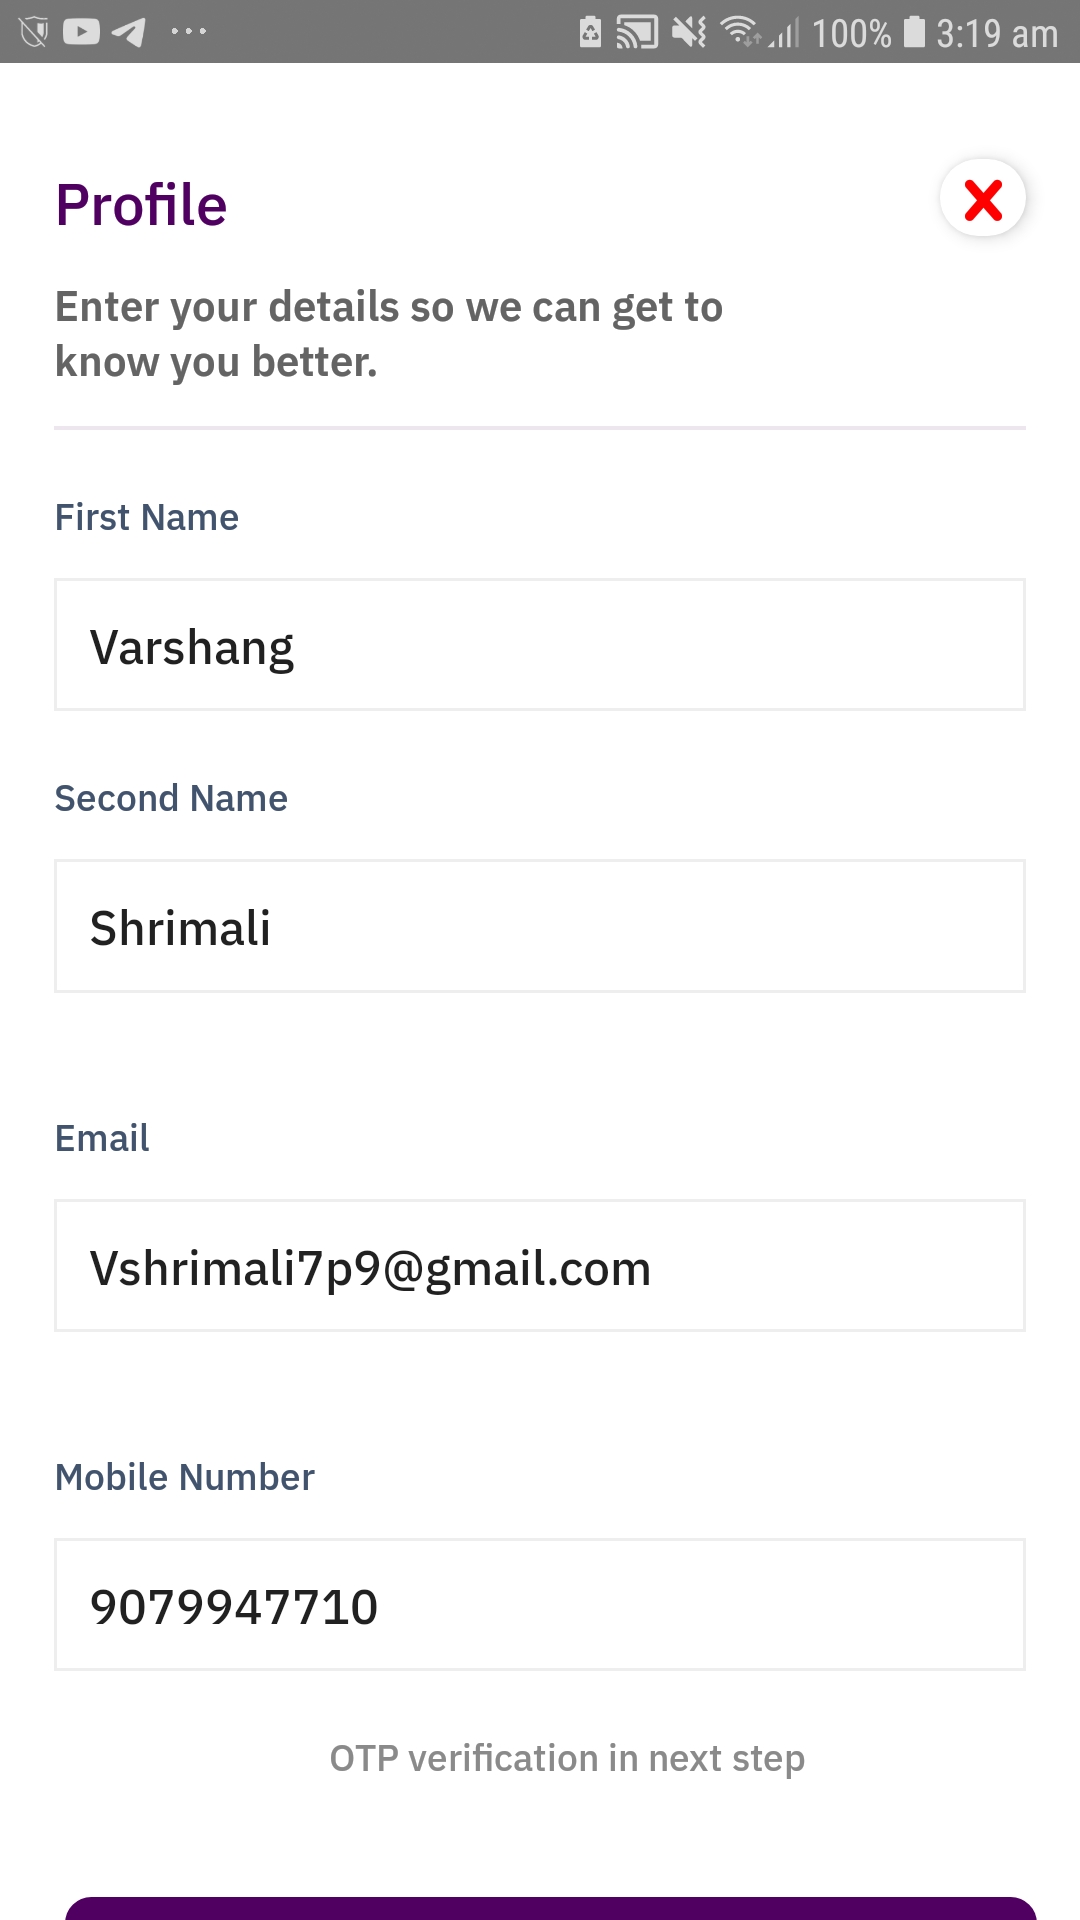 100% 3:19 am
Profile
Enter your details so we can get to
know you better.
First Name
Varshang
Second Name
Shrimali
Email
Vshrimali7p9@gmail.com
Mobile Number
9079947710
OTP verification in next step